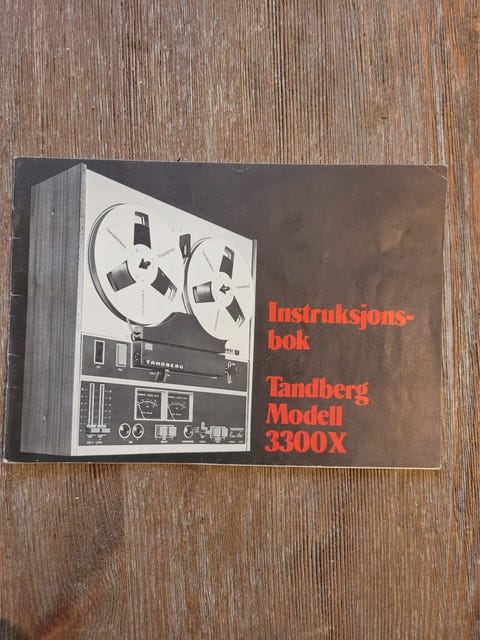 Instruksjons-
bok
Tandberg
Modell
3300X
TANDBERG